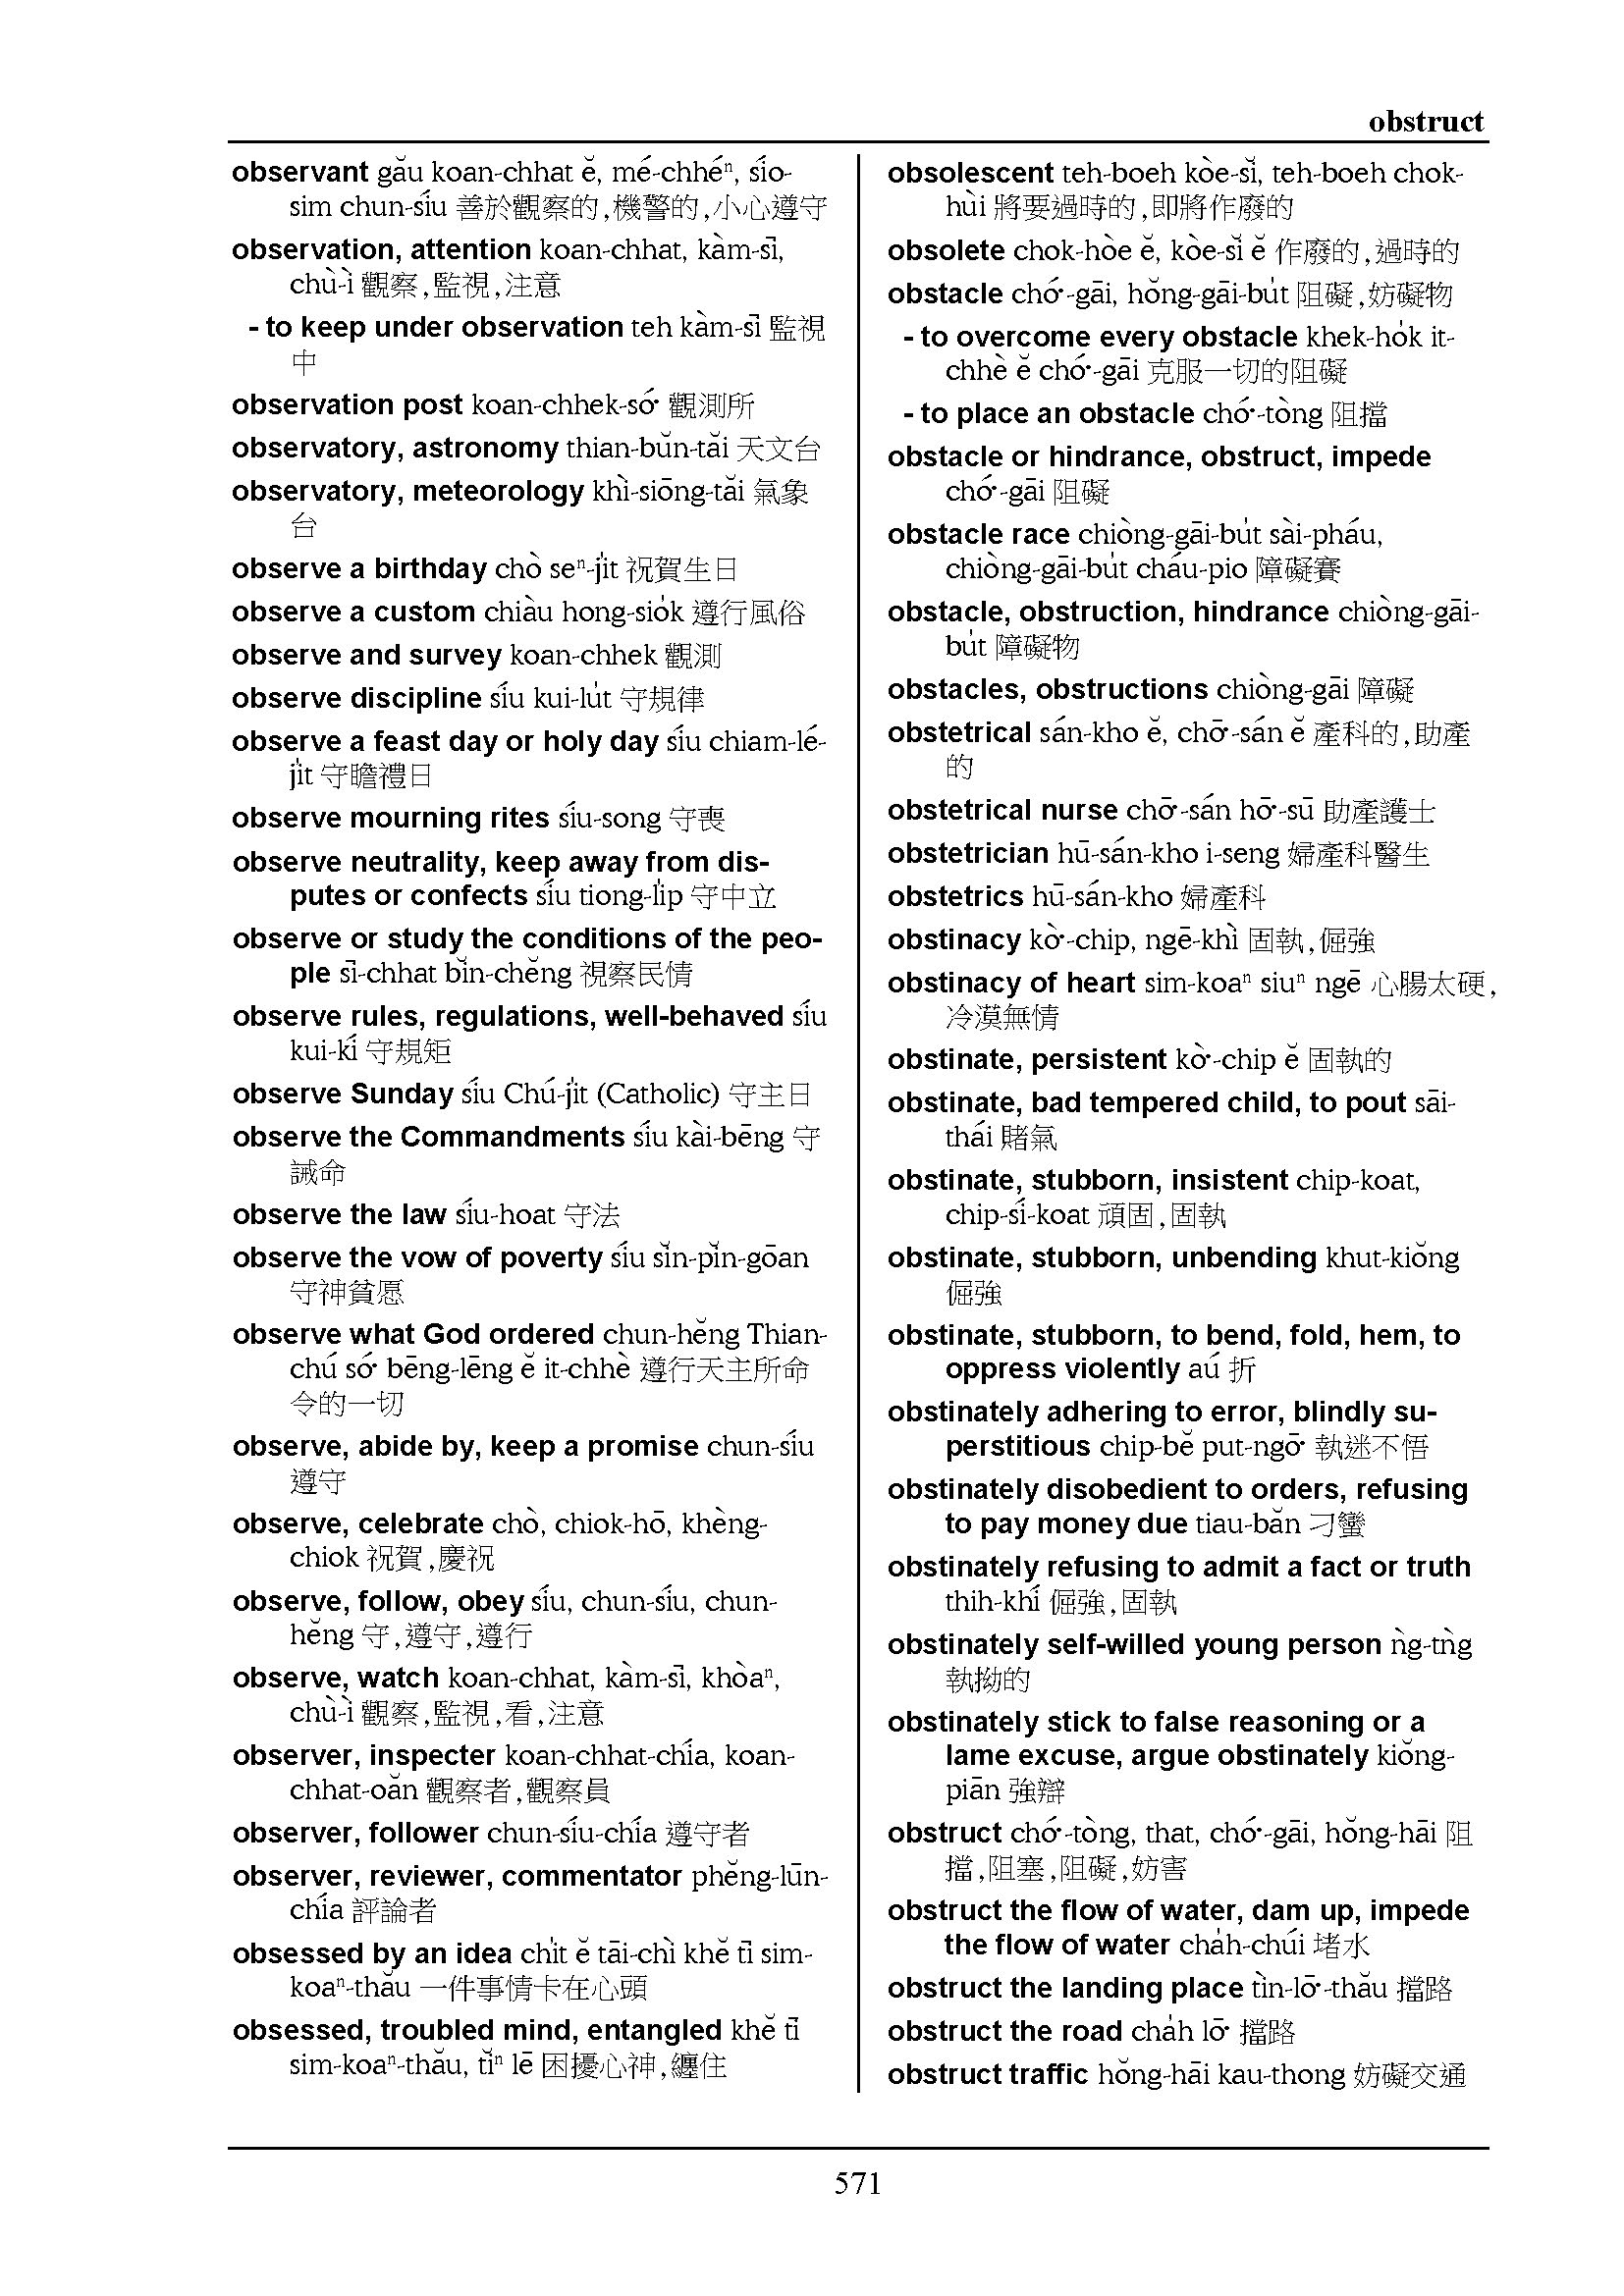 obstruct
observant gău koan-chhat ĕ, mé-chhéⁿ, sío-
sim chun-síu 善於觀察的,機警的,小心遵守
observation, attention koan-chhat, kàm-sī,
chù-ì 觀察,監視,注意
- to keep under observation teh kàm-sī 監視
中
observation post koan-chhek-só͘ 觀測所
observatory, astronomy thian-bŭn-tăi 天文台
observatory, meteorology khì-siōng-tăi 氣象
台
observe a birthday chò seⁿ-ji̍t 祝賀生日
observe a custom chiàu hong-sio̍k 遵行風俗
observe and survey koan-chhek 觀測
observe discipline síu kui-lu̍t 守規律
observe a feast day or holy day síu chiam-lé-
ji̍t 守瞻禮日
observe mourning rites síu-song 守喪
observe neutrality, keep away from dis-
putes or confects síu tiong-li̍p 守中立
observe or study the conditions of the peo-
ple sī-chhat bĭn-chĕng 視察民情
observe rules, regulations, well-behaved síu
kui-kí 守規矩
observe Sunday síu Chú-ji̍t (Catholic) 守主日
observe the Commandments síu kài-bēng 守
誡命
observe the law síu-hoat 守法
observe the vow of poverty síu sĭn-pĭn-gōan
守神貧愿
observe what God ordered chun-hĕng Thian-
chú só͘ bēng-lēng ĕ it-chhè 遵行天主所命
令的一切
observe, abide by, keep a promise chun-síu
遵守
observe, celebrate chò, chiok-hō, khèng-
chiok 祝賀,慶祝
observe, follow, obey síu, chun-síu, chun-
hĕng 守,遵守,遵行
observe, watch koan-chhat, kàm-sī, khòaⁿ,
chù-ì 觀察,監視,看,注意
observer, inspecter koan-chhat-chía, koan-
chhat-oăn 觀察者,觀察員
observer, follower chun-síu-chía 遵守者
observer, reviewer, commentator phĕng-lūn-
chía 評論者
obsessed by an idea chi̍t ĕ tāi-chì khĕ tī sim-
koaⁿ-thău 一件事情卡在心頭
obsessed, troubled mind, entangled khĕ tī
sim-koaⁿ-thău, tĭⁿ lē 困擾心神,纏住
obsolescent teh-boeh kòe-sĭ, teh-boeh chok-
hùi 將要過時的,即將作廢的
obsolete chok-hòe ĕ, kòe-sĭ ĕ 作廢的,過時的
obstacle chó͘-gāi, hŏng-gāi-bu̍t 阻礙,妨礙物
- to overcome every obstacle khek-ho̍k it-
chhè ĕ chó͘-gāi 克服一切的阻礙
- to place an obstacle chó͘-tòng 阻擋
obstacle or hindrance, obstruct, impede
chó͘-gāi 阻礙
obstacle race chiòng-gāi-bu̍t sài-pháu,
chiòng-gāi-bu̍t cháu-pio 障礙賽
obstacle, obstruction, hindrance chiòng-gāi-
bu̍t 障礙物
obstacles, obstructions chiòng-gāi 障礙
obstetrical sán-kho ĕ, chō͘-sán ĕ 產科的,助產
的
obstetrical nurse chō͘-sán hō͘-sū 助產護士
obstetrician hū-sán-kho i-seng 婦產科醫生
obstetrics hū-sán-kho 婦產科
obstinacy kò͘-chip, ngē-khì 固執,倔強
obstinacy of heart sim-koaⁿ siuⁿ ngē 心腸太硬,
冷漠無情
obstinate, persistent kò͘-chip ĕ 固執的
obstinate, bad tempered child, to pout sāi-
thái 賭氣
obstinate, stubborn, insistent chip-koat,
chip-sí-koat 頑固,固執
obstinate, stubborn, unbending khut-kiŏng
倔強
obstinate, stubborn, to bend, fold, hem, to
oppress violently aú 折
obstinately adhering to error, blindly su-
perstitious chip-bĕ put-ngō͘ 執迷不悟
obstinately disobedient to orders, refusing
to pay money due tiau-băn 刁蠻
obstinately refusing to admit a fact or truth
thih-khí 倔強,固執
obstinately self-willed young person ǹg-tǹg
執拗的
obstinately stick to false reasoning or a
lame excuse, argue obstinately kiŏng-
piān 強辯
obstruct chó͘-tòng, that, chó͘-gāi, hŏng-hāi 阻
擋,阻塞,阻礙,妨害
obstruct the flow of water, dam up, impede
the flow of water cha̍h-chúi 堵水
obstruct the landing place tìn-lō͘-thău 擋路
obstruct the road cha̍h lō͘ 擋路
obstruct traffic hŏng-hāi kau-thong 妨礙交通
571